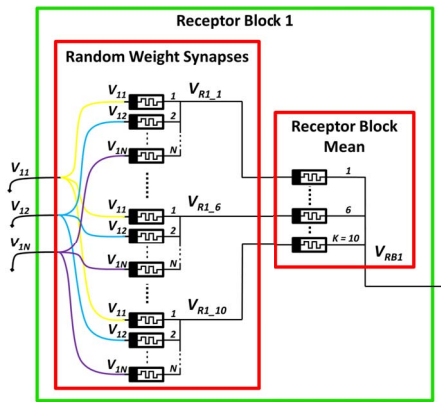 Receptor Block 1
Random Weight Synapses
V11 1 VR1_1
V12 2
V1N N
Receptor Block
Mean
V11
V12
V1N
1
6
K = 10
VRB1
V11 1 VR1_6
V12 2
V1N N
V11 1 VR1_10
V12 2
V1N N